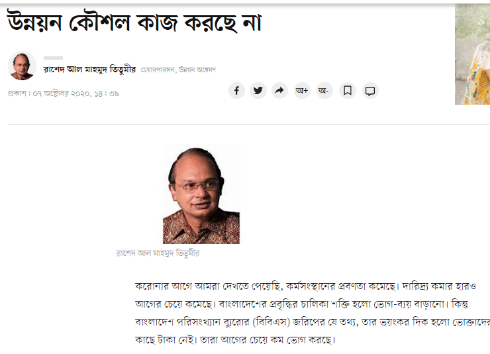 উন্নয়ন কৌশল কাজ করছে না
রাশেদ আল মাহমুদ তিতুমীর চেয়ারপারসন, উন্নয়ন অন্বেষণ
প্রকাশ: ০৭ অক্টোবর ২০২০, ১৪: ৩৯
অ+ অ-
রাশেদ আল মাহমুদ তিতুমীর
করোনার আগে আমরা দেখতে পেয়েছি, কর্মসংস্থানের প্রবণতা কমেছে। দারিদ্র্য কমার হারও
আগের চেয়ে কমেছে। বাংলাদেশের প্রবৃদ্ধির চালিকা শক্তি হলো ভোগ-ব্যয় বাড়ানো। কিন্তু
বাংলাদেশ পরিসংখ্যান ব্যুরোর (বিবিএস) জরিপের যে তথ্য, তার ভয়ংকর দিক হলো ভোক্তাদের
কাছে টাকা নেই। তারা আগের চেয়ে কম ভোগ করছে।